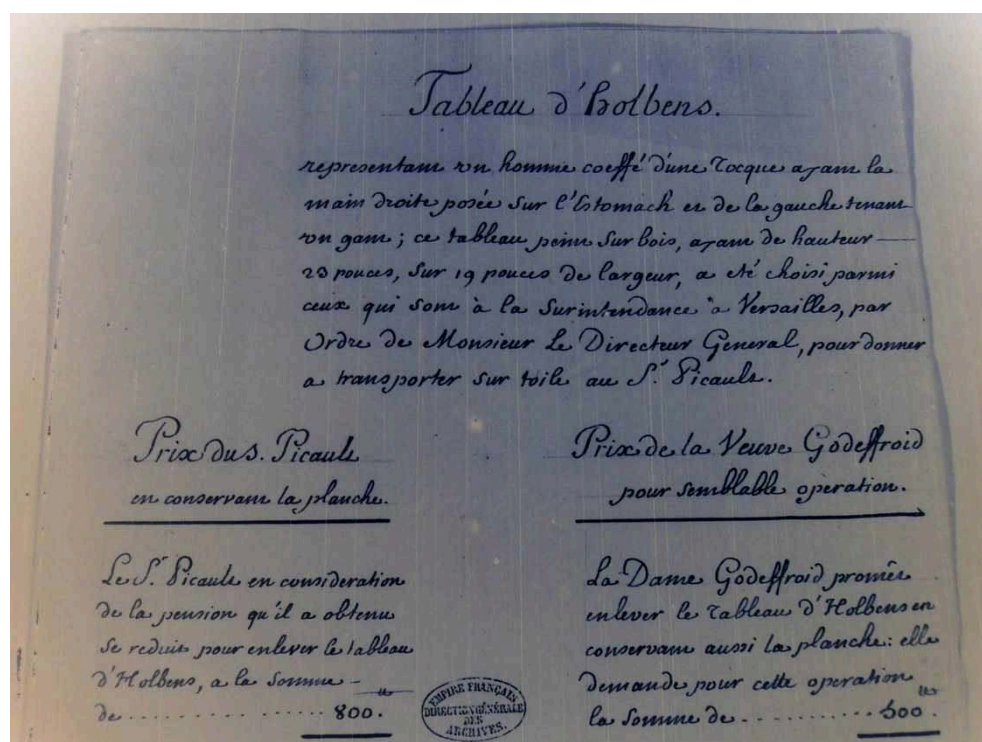 Tableau d'holbens.
representant un homme coeffé d'une Tocque ayant la
main droite posée sur l'Estomach et de la gauche tenant
un gant ; ce tableau peint sur bois, ayant de hauteur
23 pouces, sur 19 pouces de largeur, a eté choisi parmi
ceux qui sont à la Surintendance a Versailles, par
Ordre de Monsieur Le Directeur General, pour donner
a transporter sur toile au Sr. Picault.
Prix du S. Picault
en conservant la planche.
Le Sr. Picault en consideration
de la pension qu'il a obtenu
se reduit pour enlever le tableau
d'Holbens, a la Somme
de . . . . . . . . . . . . . 800.
Prix de la Veuve Godeffroid
pour semblable operation.
La Dame Godeffroid promêt
enlever le Tableau d'Holbens en
conservant aussi la planche: elle
demande pour cette operation
la Somme de . . . . . . . . . . 500.
EMPIRE FRANÇAIS
DIRECTION GÉNÉRALE
DES
ARCHIVES.